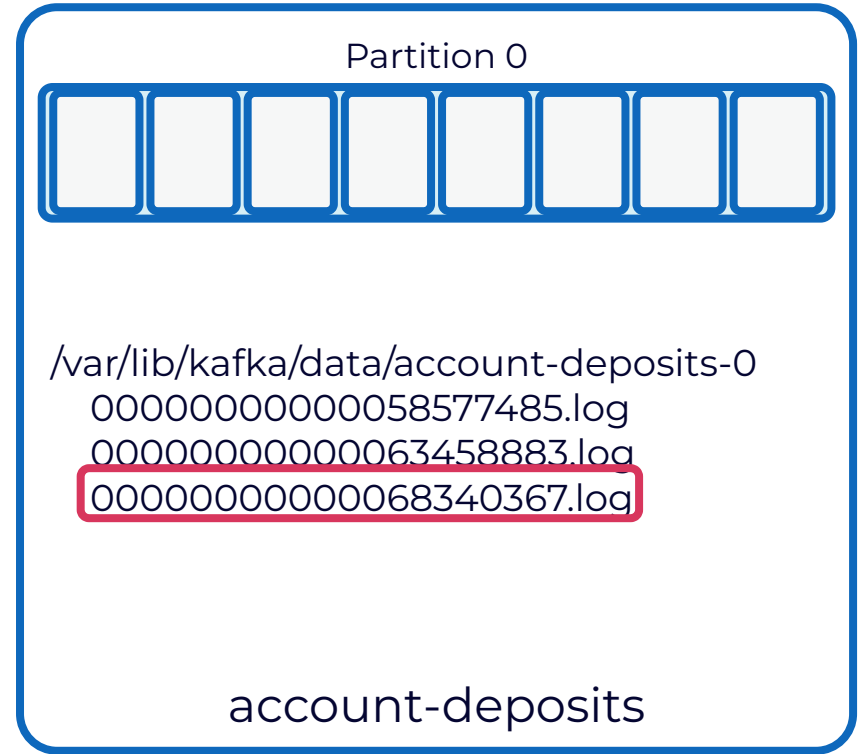 Partition 0
/var/lib/kafka/data/account-deposits-0
00000000000058577485.log
00000000000063458883.log
00000000000068340367.log
account-deposits